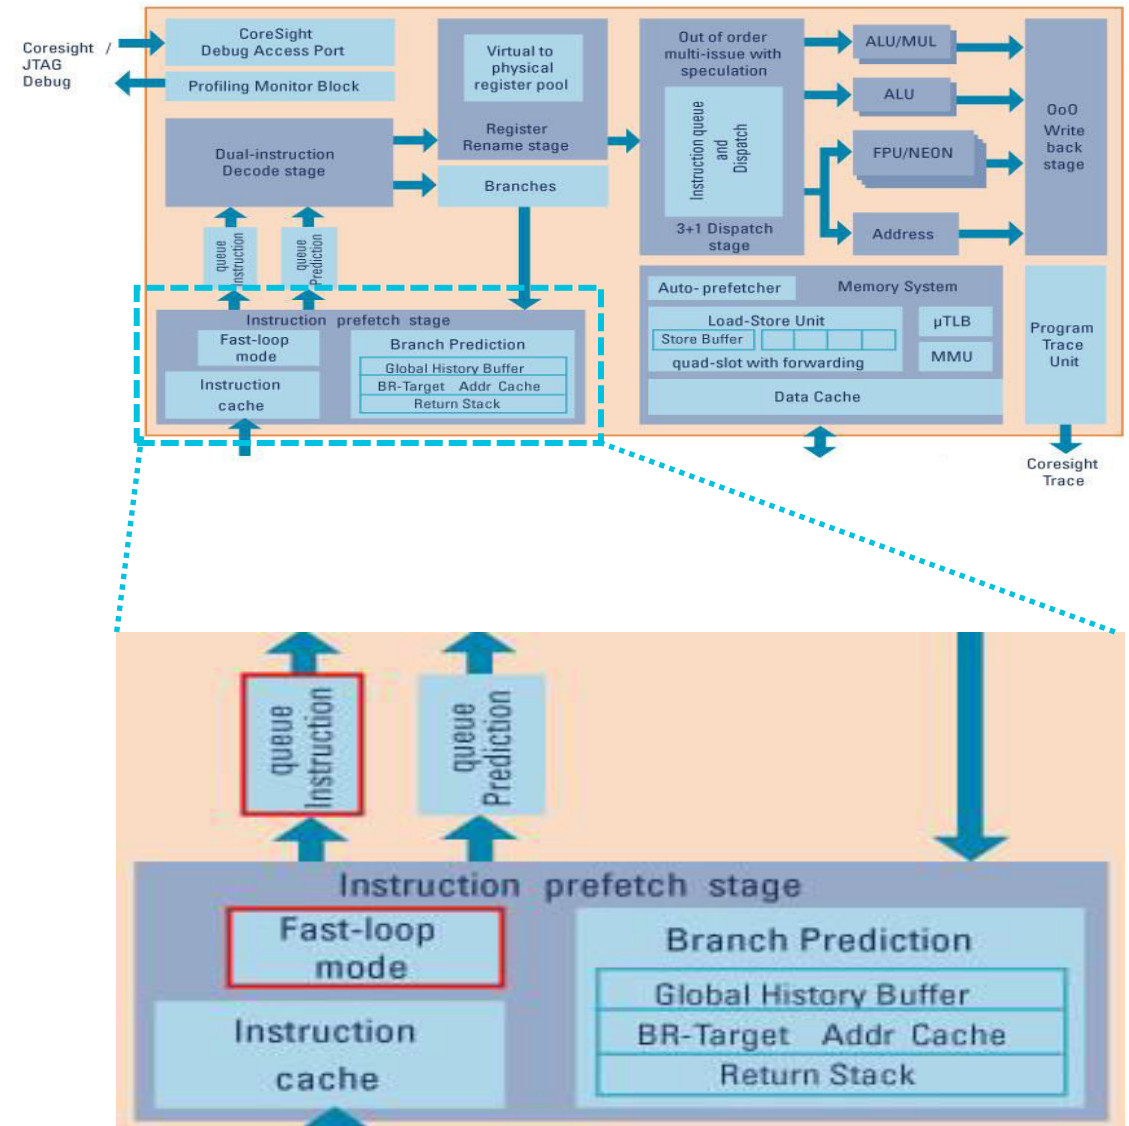 Coresight /
JTAG
Debug
CoreSight
Debug Access Port
Profiling Monitor Block
Dual-instruction
Decode stage
Virtual to
physical
register pool
Register
Rename stage
Branches
Out of order
multi-issue with
speculation
Instruction queue
and
Dispatch
3+1 Dispatch
stage
ALU/MUL
ALU
FPU/NEON
Address
OoO
Write
back
stage
queue
Instruction
queue
Prediction
Instruction prefetch stage
Fast-loop
mode
Instruction
cache
Branch Prediction
Global History Buffer
BR-Target Addr Cache
Return Stack
Auto-prefetcher
Memory System
Load-Store Unit
Store Buffer
quad-slot with forwarding
µTLB
MMU
Data Cache
Program
Trace
Unit
Coresight
Trace
queue
Instruction
queue
Prediction
Instruction prefetch stage
Fast-loop
mode
Instruction
cache
Branch Prediction
Global History Buffer
BR-Target Addr Cache
Return Stack